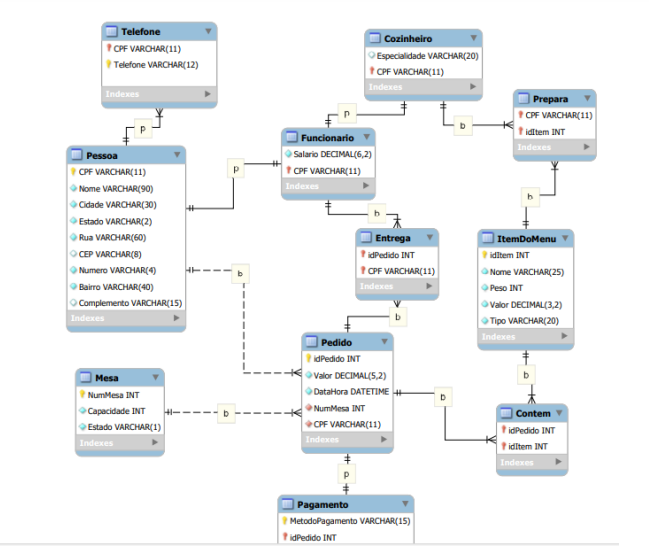 Telefone
CPF VARCHAR(11)
Telefone VARCHAR(12)
Indexes
Cozinheiro
Especialidade VARCHAR(20)
CPF VARCHAR(11)
Indexes
Prepara
CPF VARCHAR(11)
idItem INT
Indexes
p
p
b
Pessoa
CPF VARCHAR(11)
Nome VARCHAR(90)
Cidade VARCHAR(30)
Estado VARCHAR(2)
Rua VARCHAR(60)
CEP VARCHAR(8)
Numero VARCHAR(4)
Bairro VARCHAR(40)
Complemento VARCHAR(15)
Indexes
p
Funcionario
Salario DECIMAL(6,2)
CPF VARCHAR(11)
Indexes
b
b
Entrega
idPedido INT
CPF VARCHAR(11)
Indexes
ItemDoMenu
idItem INT
Nome VARCHAR(25)
Peso INT
Valor DECIMAL(3,2)
Tipo VARCHAR(20)
Indexes
b
b
Pedido
idPedido INT
Valor DECIMAL(5,2)
DataHora DATETIME
NumMesa INT
CPF VARCHAR(11)
Indexes
b
b
Mesa
NumMesa INT
Capacidade INT
Estado VARCHAR(1)
Indexes
b
Contem
idPedido INT
idItem INT
Indexes
p
Pagamento
MetodoPagamento VARCHAR(15)
idPedido INT